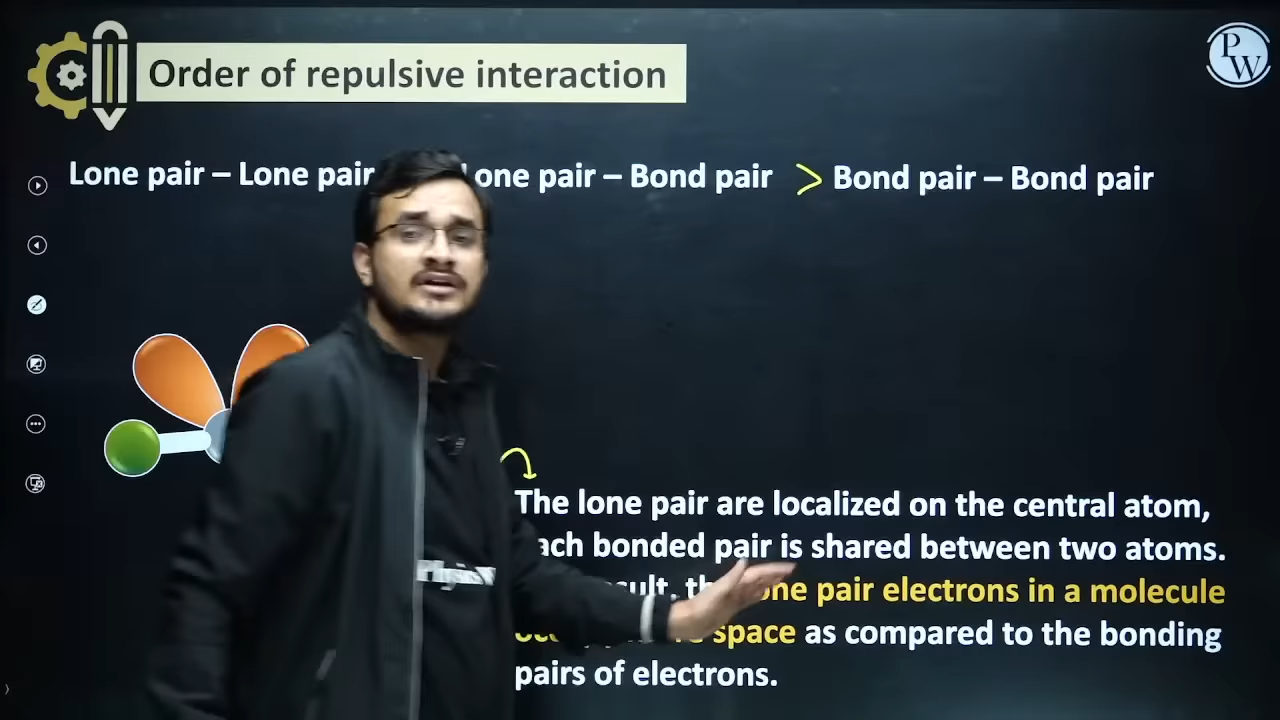 Order of repulsive interaction
PW
Lone pair – Lone pair one pair – Bond pair > Bond pair – Bond pair
The lone pair are localized on the central atom,
ach bonded pair is shared between two atoms.
sult, th one pair electrons in a molecule
space as compared to the bonding
pairs of electrons.